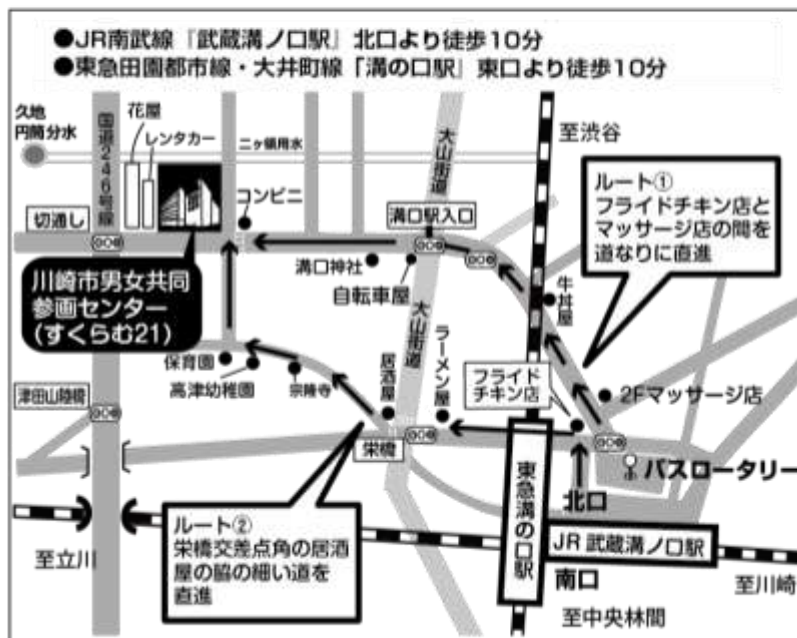 ●JR南武線「武蔵溝ノ口駅」北口より徒歩10分
●東急田園都市線・大井町線「溝の口駅」東口より徒歩10分
久地
円筒分水
国道246号線
花屋
レンタカー
二ヶ領用水
大山街道
至渋谷
コンビニ
切通し
溝口駅入口
ルート①
フライドチキン店と
マッサージ店の間を
道なりに直進
川崎市男女共同
参画センター
(すくらむ21)
溝口神社
自転車屋
牛丼屋
大山街道
保育園
高津幼稚園
宗隆寺
居酒屋
ラーメン屋
フライド
チキン店
2Fマッサージ店
津田山陸橋
栄橋
バスロータリー
北口
東急溝の口駅
ルート②
栄橋交差点角の居酒
屋の脇の細い道を
直進
JR 武蔵溝ノ口駅
至立川
南口
至川崎
至中央林間